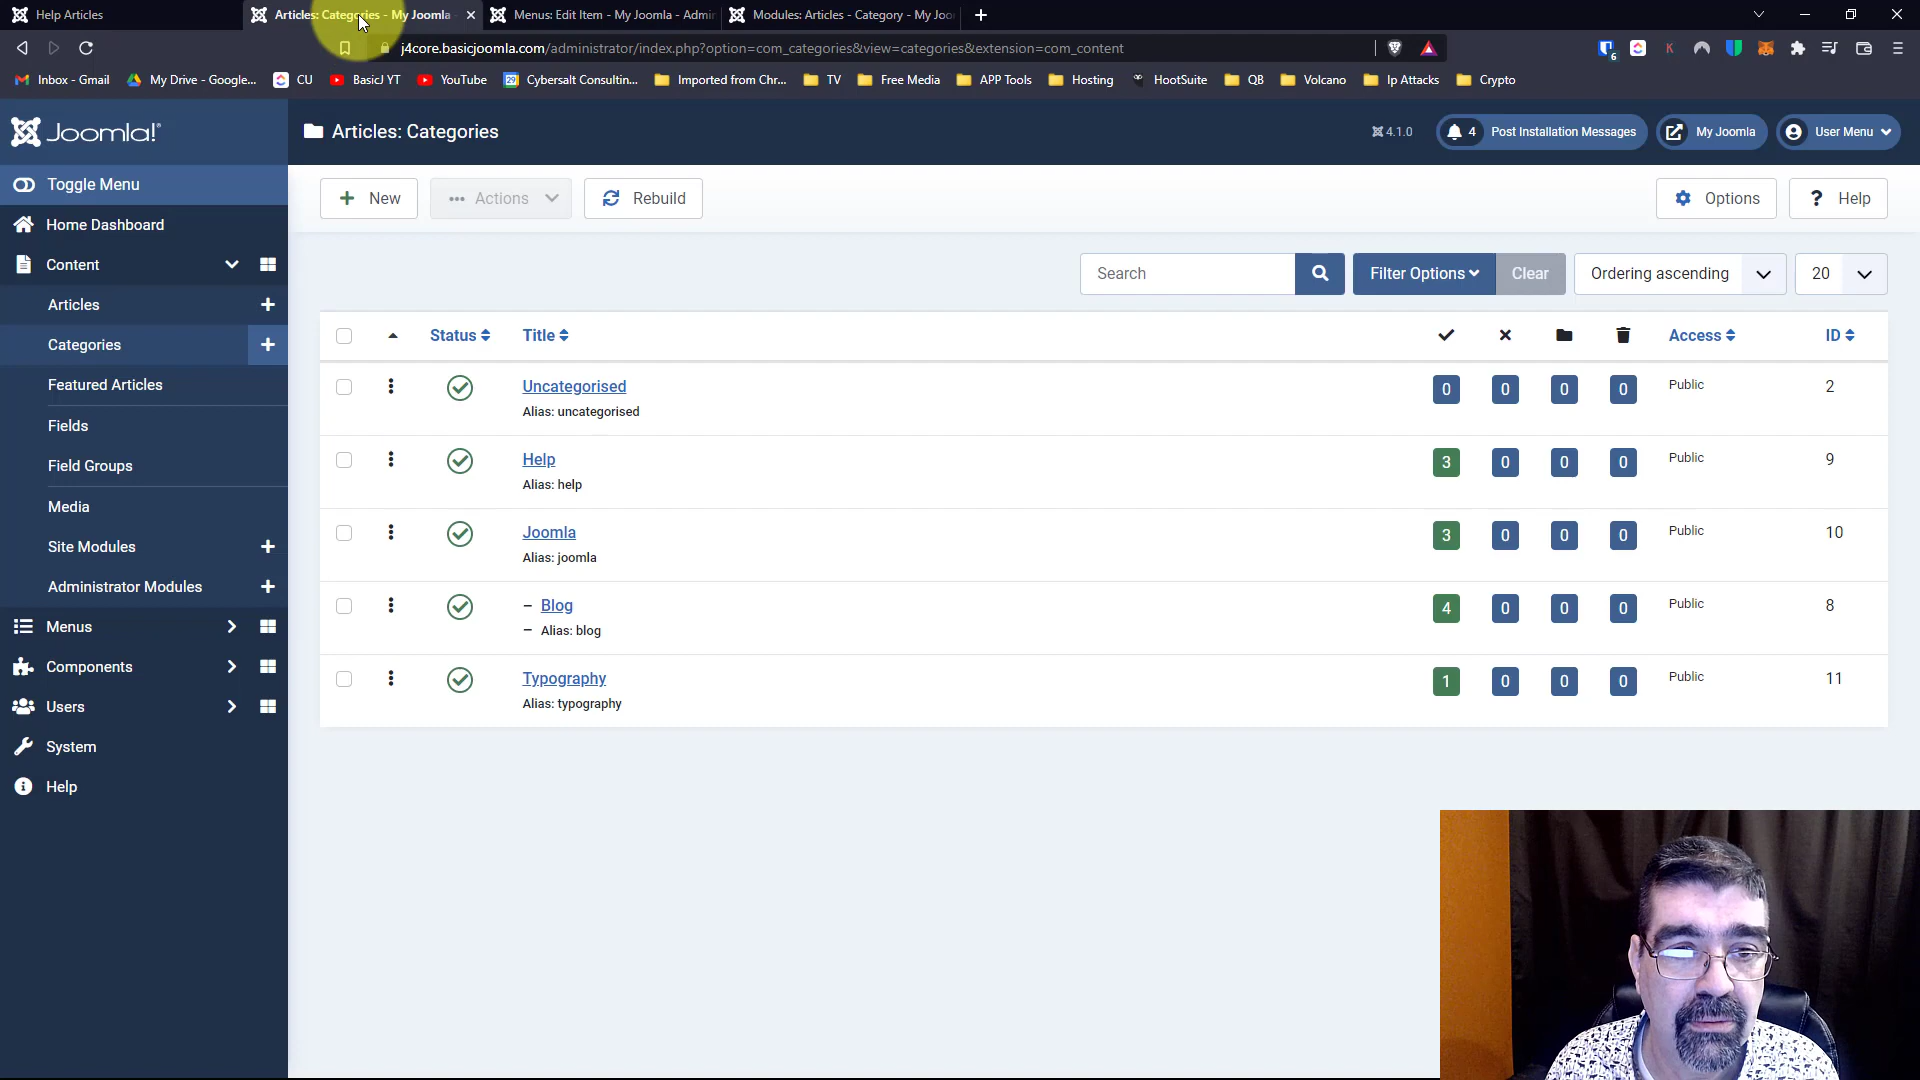 Help Articles
Articles: Categories - My Joomla
Menus: Edit Item - My Joomla - Admin
Modules: Articles - Category - My Joo
j4core.basicjoomla.com/administrator/index.php?option=com_categories&view=categories&extension=com_content
6
Inbox - Gmail
My Drive - Google...
CU
BasicJ YT
YouTube
Cybersalt Consultin...
Imported from Chr...
TV
Free Media
APP Tools
Hosting
HootSuite
QB
Volcano
Ip Attacks
Crypto
Joomla!
Articles: Categories
4.1.0
4 Post Installation Messages
My Joomla
User Menu
Toggle Menu
Home Dashboard
Content
Articles
Categories
Featured Articles
Fields
Field Groups
Media
Site Modules
Administrator Modules
Menus
Components
Users
System
Help
New
Actions
Rebuild
Options
? Help
Search
Filter Options
Clear
Ordering ascending
20
Status Title Access ID
Uncategorised 0 0 0 0 Public 2
Alias: uncategorised
Help 3 0 0 0 Public 9
Alias: help
Joomla 3 0 0 0 Public 10
Alias: joomla
– Blog 4 0 0 0 Public 8
– Alias: blog
Typography 1 0 0 0 Public 11
Alias: typography